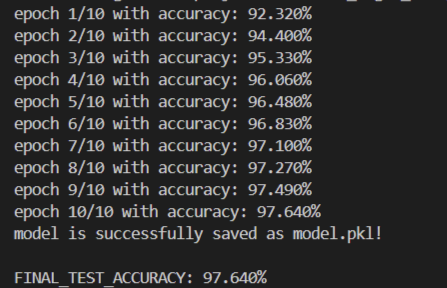 epoch 1/10 with accuracy: 92.320%
epoch 2/10 with accuracy: 94.400%
epoch 3/10 with accuracy: 95.330%
epoch 4/10 with accuracy: 96.060%
epoch 5/10 with accuracy: 96.480%
epoch 6/10 with accuracy: 96.830%
epoch 7/10 with accuracy: 97.100%
epoch 8/10 with accuracy: 97.270%
epoch 9/10 with accuracy: 97.490%
epoch 10/10 with accuracy: 97.640%
model is successfully saved as model.pkl!
FINAL_TEST_ACCURACY: 97.640%